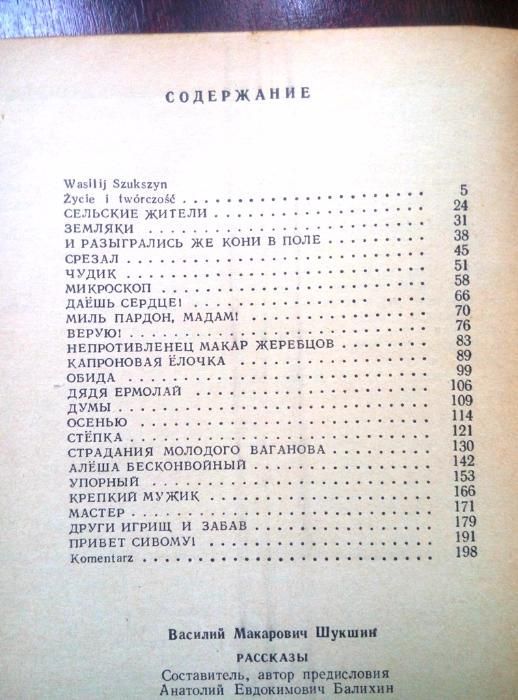 СОДЕРЖАНИЕ
Wasilij Szukszyn
Życie i twórczość . . . . . . . . . . 5
СЕЛЬСКИЕ ЖИТЕЛИ . . . . . . . . . . 24
ЗЕМЛЯКИ . . . . . . . . . . 31
И РАЗЫГРАЛИСЬ ЖЕ КОНИ В ПОЛЕ . . . . . . . . . . 38
СРЕЗАЛ . . . . . . . . . . 45
ЧУДИК . . . . . . . . . . 51
МИКРОСКОП . . . . . . . . . . 58
ДАЁШЬ СЕРДЦЕ! . . . . . . . . . . 66
МИЛЬ ПАРДОН, МАДАМ! . . . . . . . . . . 70
ВЕРУЮ! . . . . . . . . . . 76
НЕПРОТИВЛЕНЕЦ МАКАР ЖЕРЕБЦОВ . . . . . . . . . . 83
КАПРОНОВАЯ ЁЛОЧКА . . . . . . . . . . 89
ОБИДА . . . . . . . . . . 99
ДЯДЯ ЕРМОЛАЙ . . . . . . . . . . 106
ДУМЫ . . . . . . . . . . 109
ОСЕНЬЮ . . . . . . . . . . 114
СТЁПКА . . . . . . . . . . 121
СТРАДАНИЯ МОЛОДОГО ВАГАНОВА . . . . . . . . . . 130
АЛЁША БЕСКОНВОЙНЫЙ . . . . . . . . . . 142
УПОРНЫЙ . . . . . . . . . . 153
КРЕПКИЙ МУЖИК . . . . . . . . . . 166
МАСТЕР . . . . . . . . . . 171
ДРУГИ ИГРИЩ И ЗАБАВ . . . . . . . . . . 179
ПРИВЕТ СИВОМУ! . . . . . . . . . . 191
Komentarz . . . . . . . . . . 198
Василий Макарович Шукшин
РАССКАЗЫ
Составитель, автор предисловия
Анатолий Евдокимович Балихин